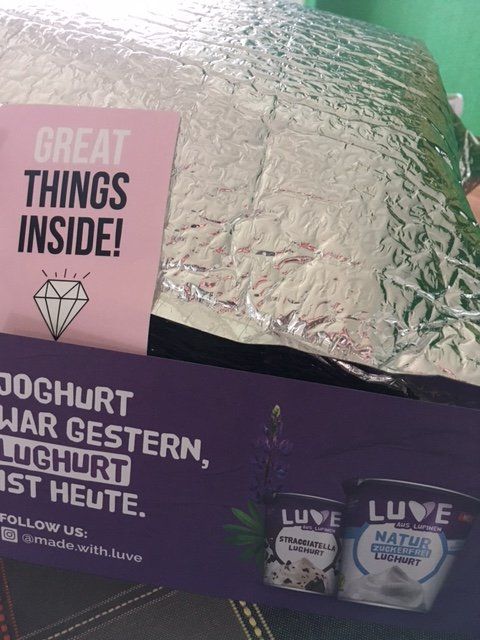 GREAT
THINGS
INSIDE!
JOGHURT
WAR GESTERN,
LUGHURT
IST HEUTE.
FOLLOW US:
@made.with.luve
LUVE
AUS LUPINEN
STRACCIATELLA
LUGHURT
LUVE
AUS LUPINEN
NATUR
ZUCKERFREI
LUGHURT